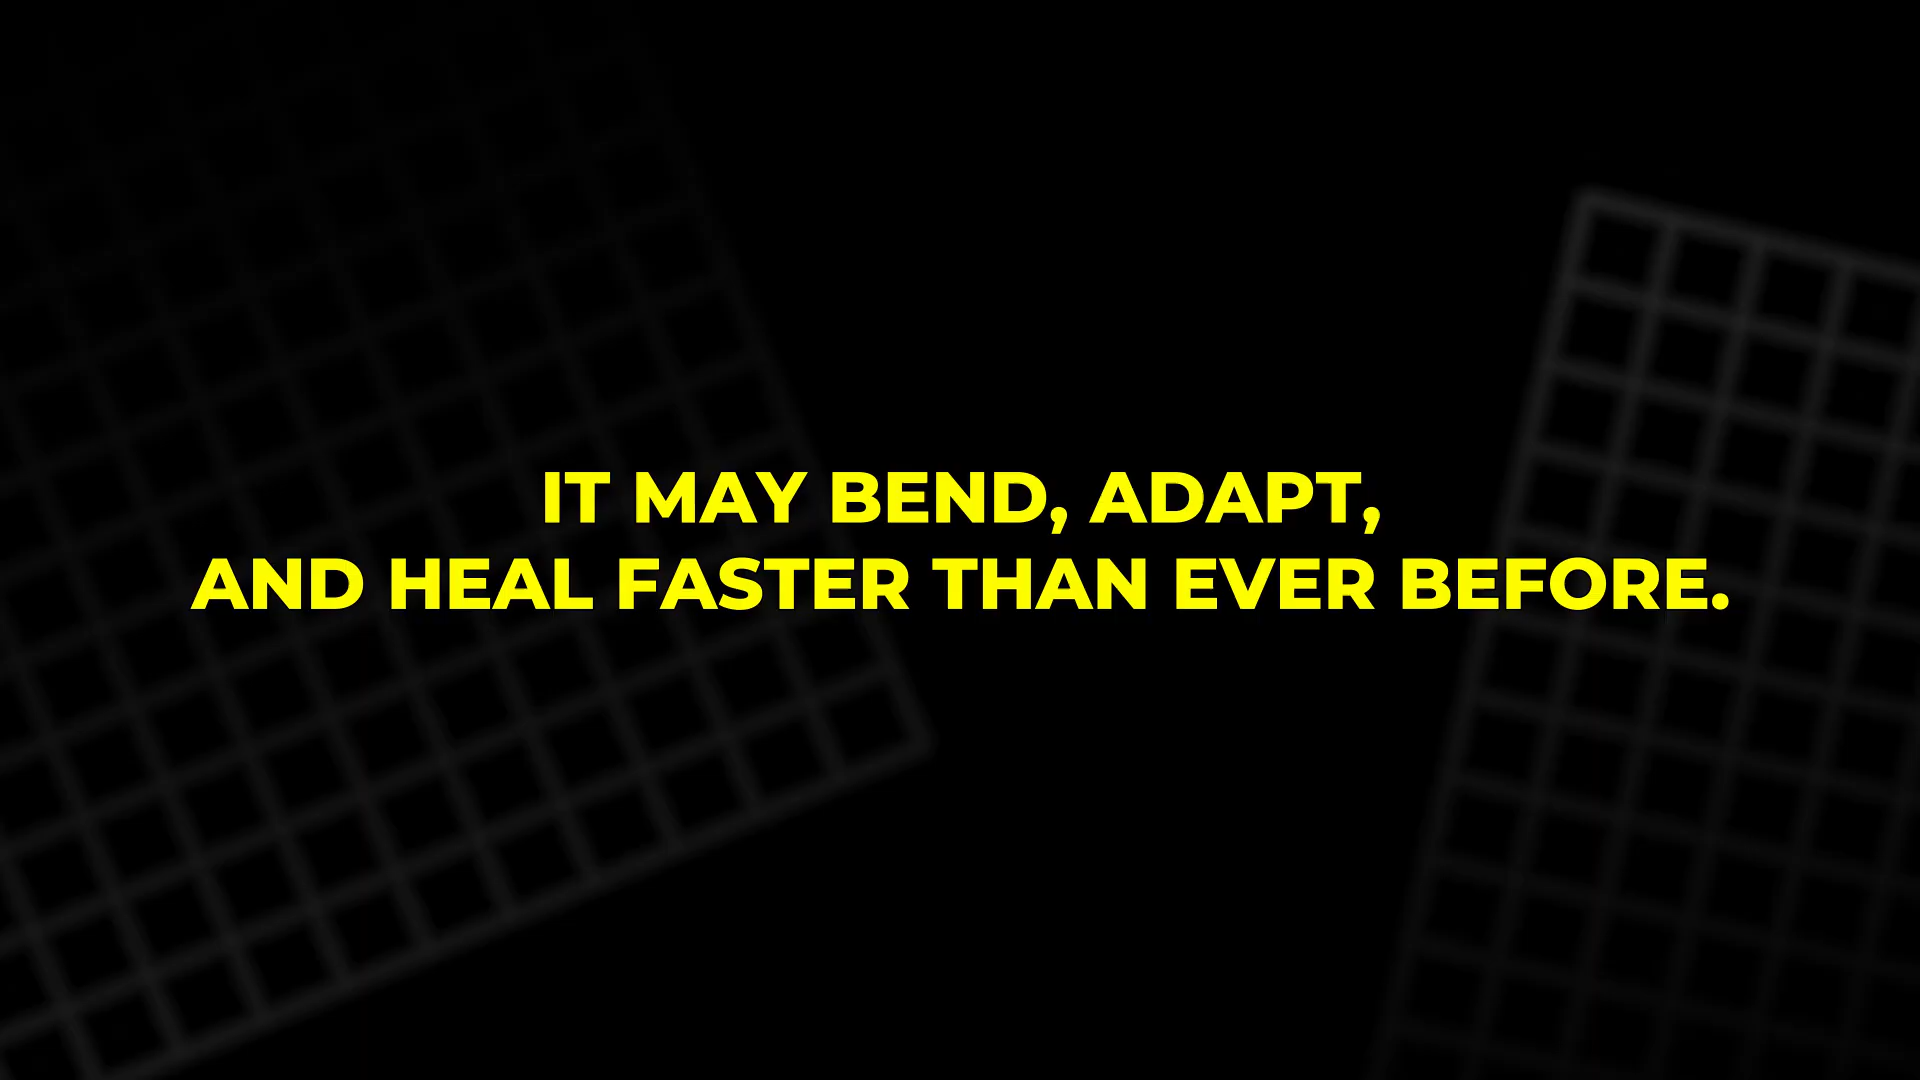 IT MAY BEND, ADAPT,
AND HEAL FASTER THAN EVER BEFORE.